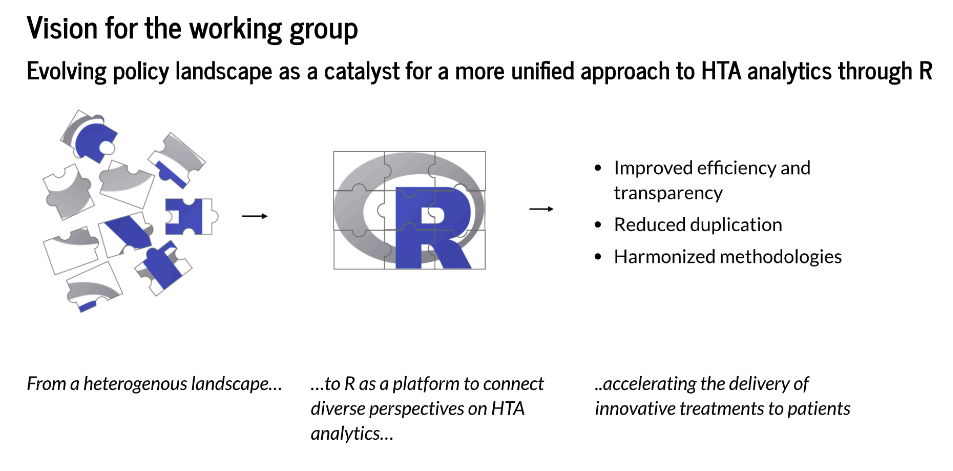 Vision for the working group
Evolving policy landscape as a catalyst for a more unified approach to HTA analytics through R
R
• Improved efficiency and
transparency
• Reduced duplication
• Harmonized methodologies
From a heterogenous landscape...
...to R as a platform to connect
diverse perspectives on HTA
analytics...
..accelerating the delivery of
innovative treatments to patients